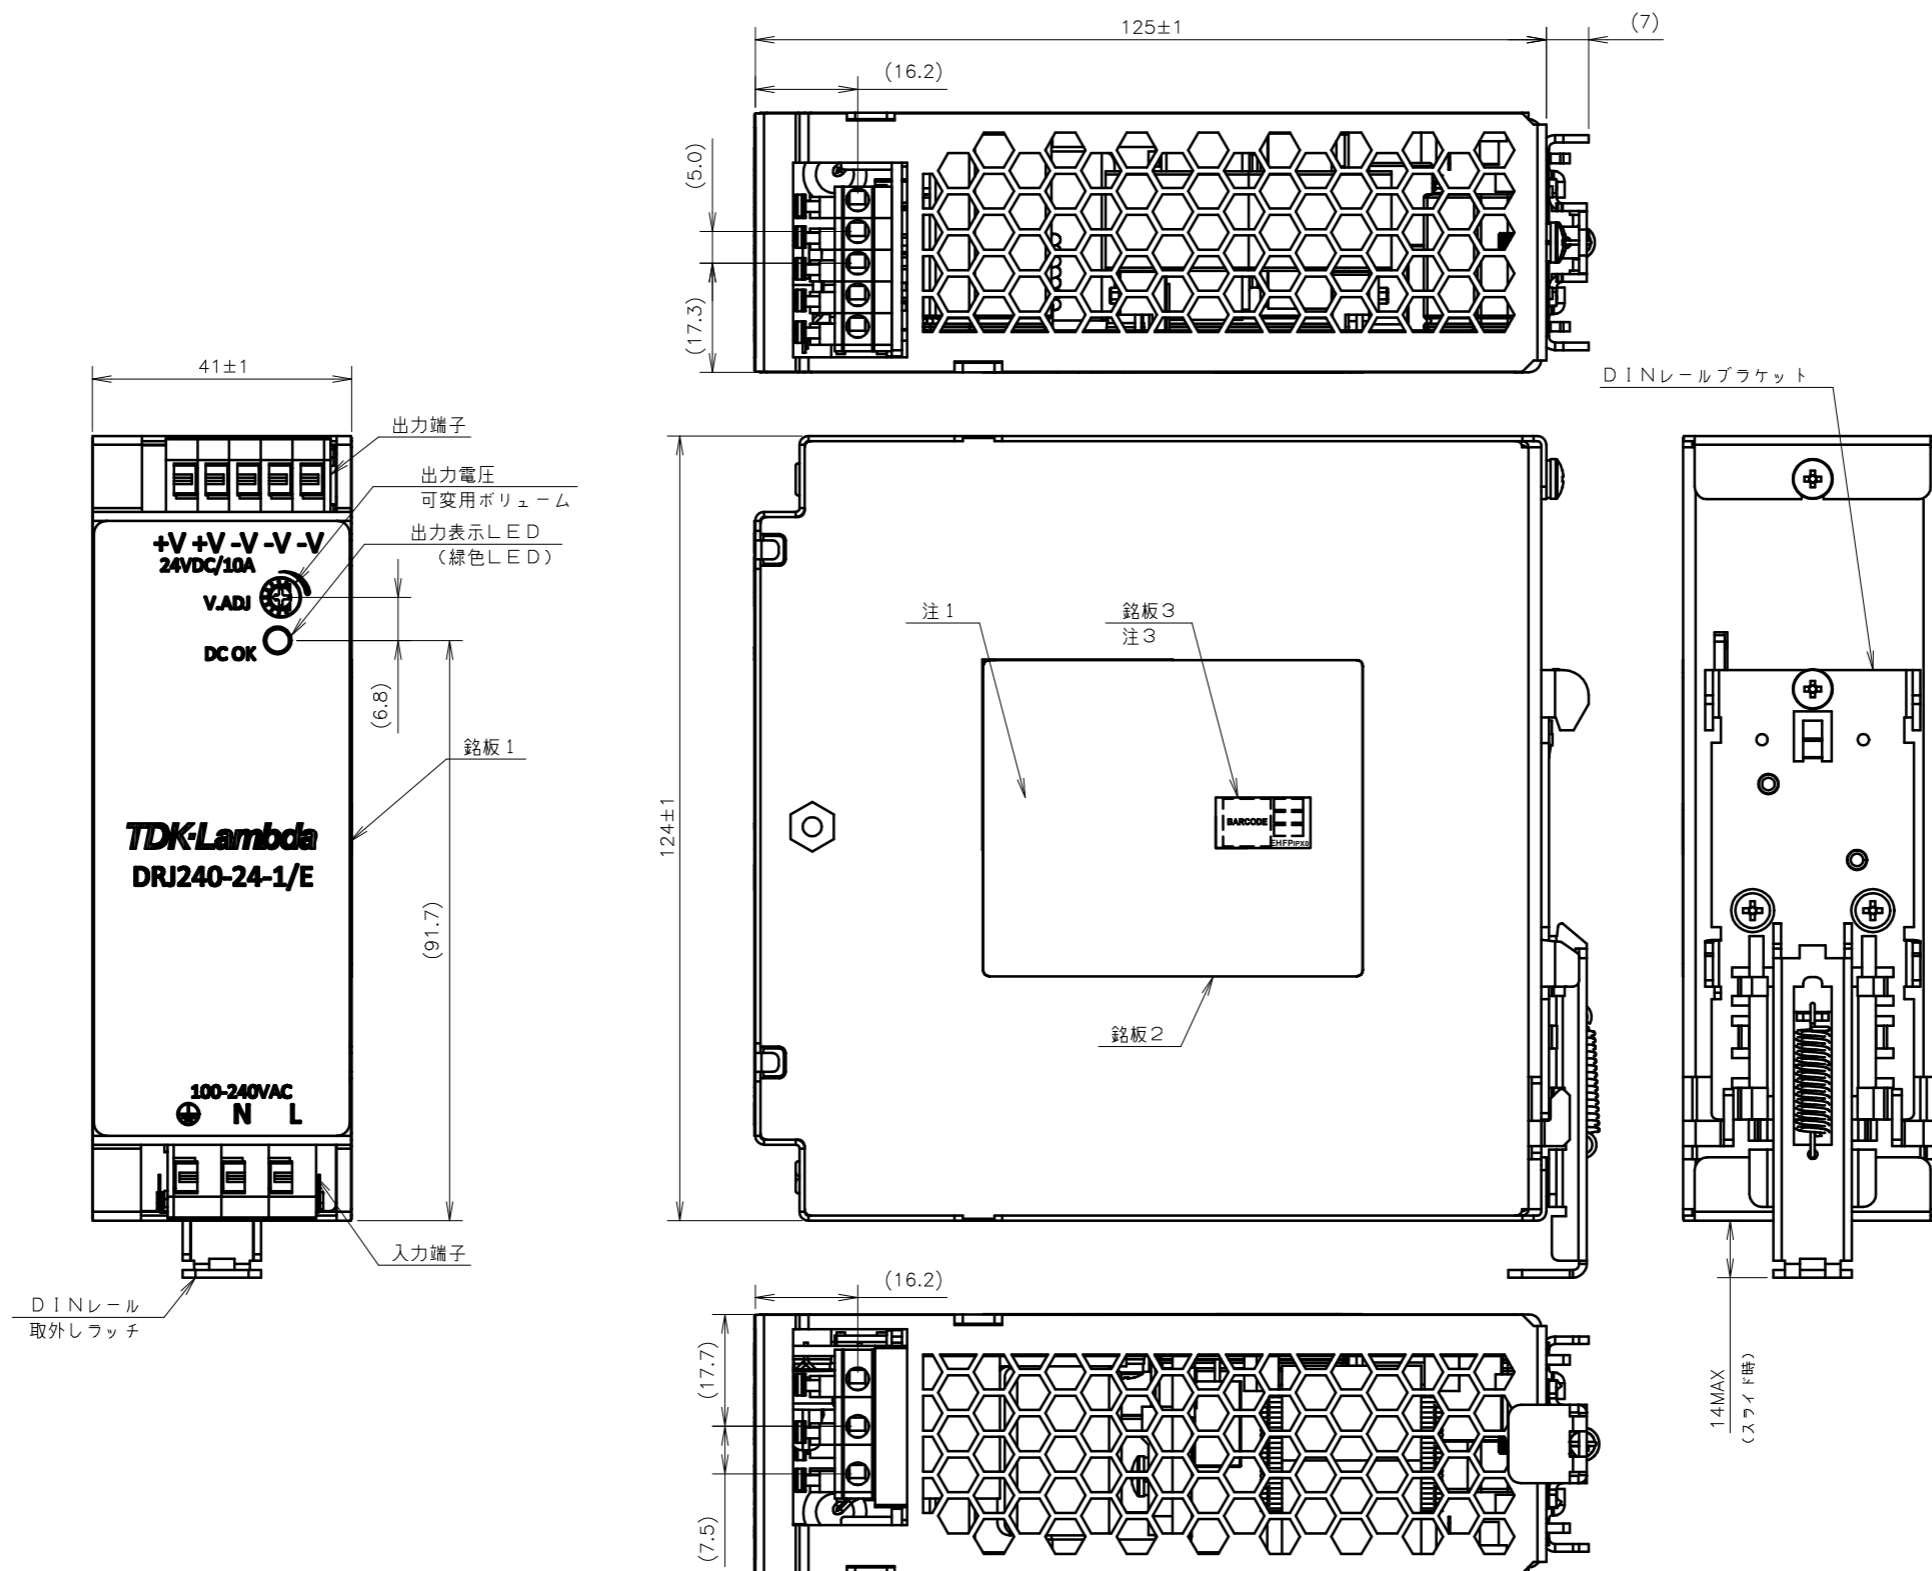 125±1
(7)
(16.2)
(5.0)
(17.3)
41±1
出力端子
出力電圧
可変用ボリューム
出力表示LED
（緑色LED）
+V +V -V -V -V
24VDC/10A
V.ADJ
DC OK
(6.8)
銘板1
TDK-Lambda
DRJ240-24-1/E
(91.7)
100-240VAC
N L
入力端子
DINレール
取外しラッチ
124±1
注1
銘板3
注3
BARCODE
EHFPIPX0
銘板2
DINレールブラケット
14MAX
(スライド時)
(16.2)
(17.7)
(7.5)